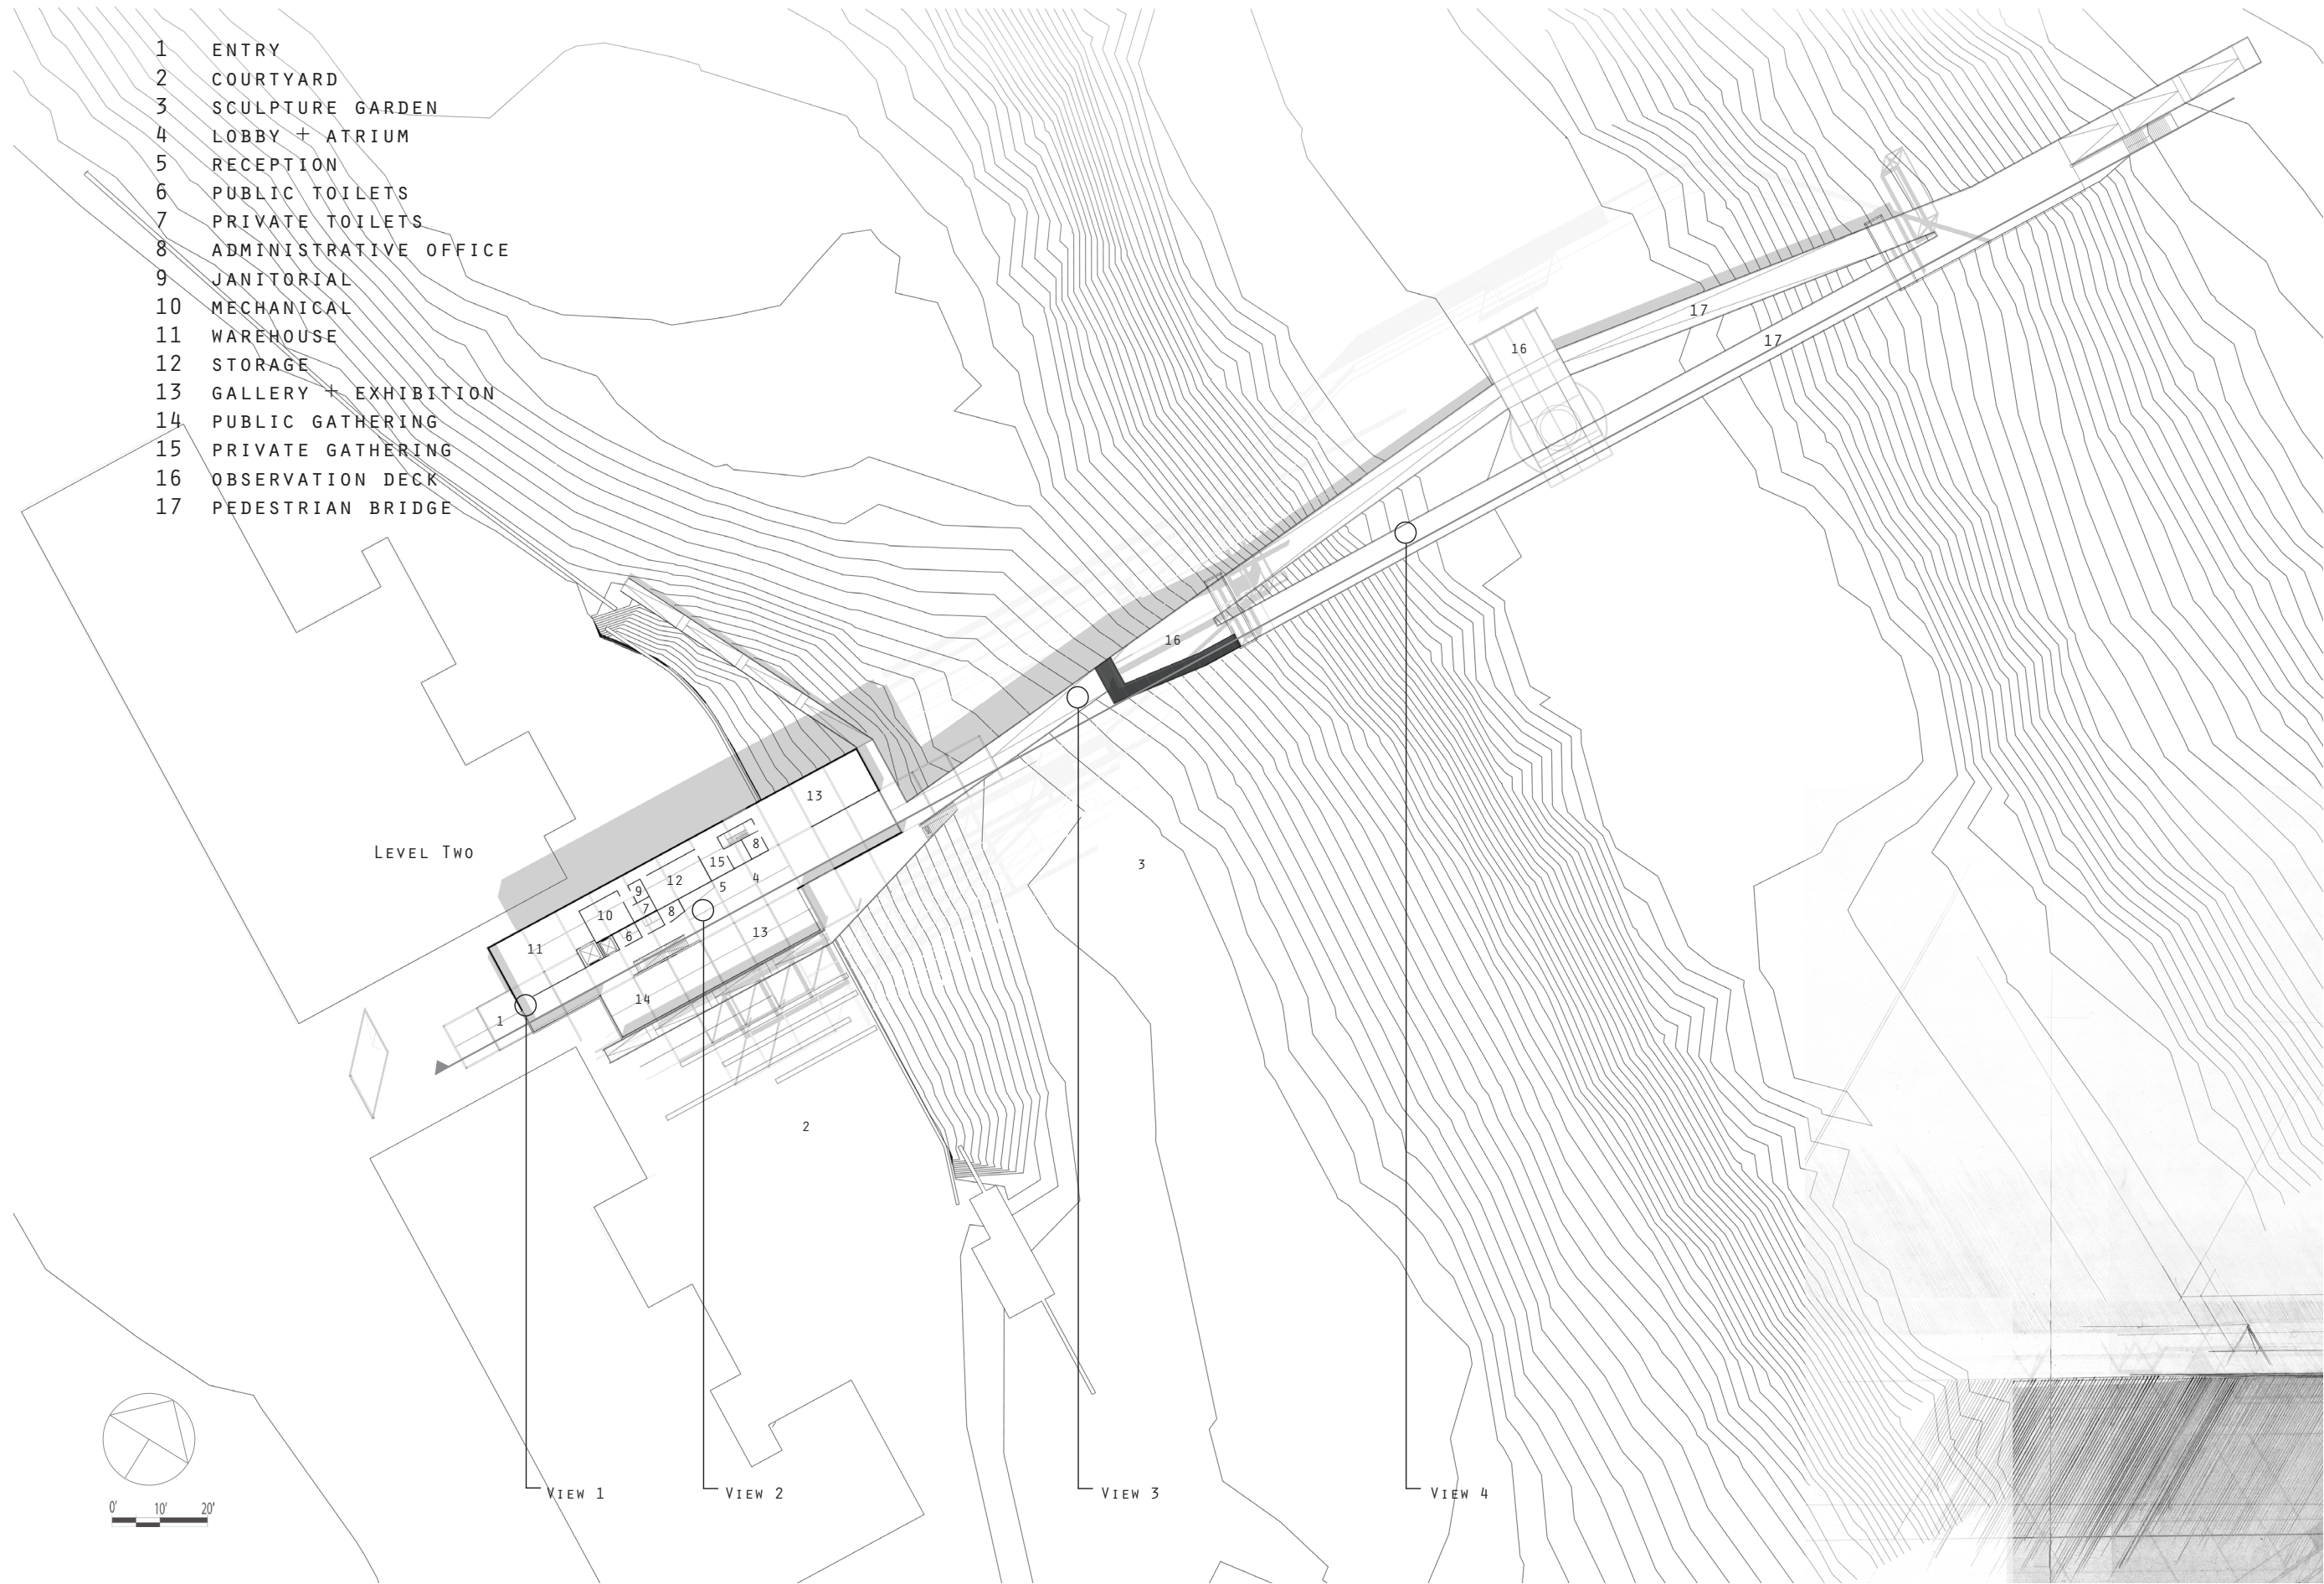 1 ENTRY
2 COURTYARD
3 SCULPTURE GARDEN
4 LOBBY + ATRIUM
5 RECEPTION
6 PUBLIC TOILETS
7 PRIVATE TOILETS
8 ADMINISTRATIVE OFFICE
9 JANITORIAL
10 MECHANICAL
11 WAREHOUSE
12 STORAGE
13 GALLERY + EXHIBITION
14 PUBLIC GATHERING
15 PRIVATE GATHERING
16 OBSERVATION DECK
17 PEDESTRIAN BRIDGE
17
17
16
16
13
LEVEL TWO
8
15
3
12
4
5
9
7
8
10
6
13
11
14
1
2
VIEW 1
VIEW 2
VIEW 3
VIEW 4
0' 10' 20'